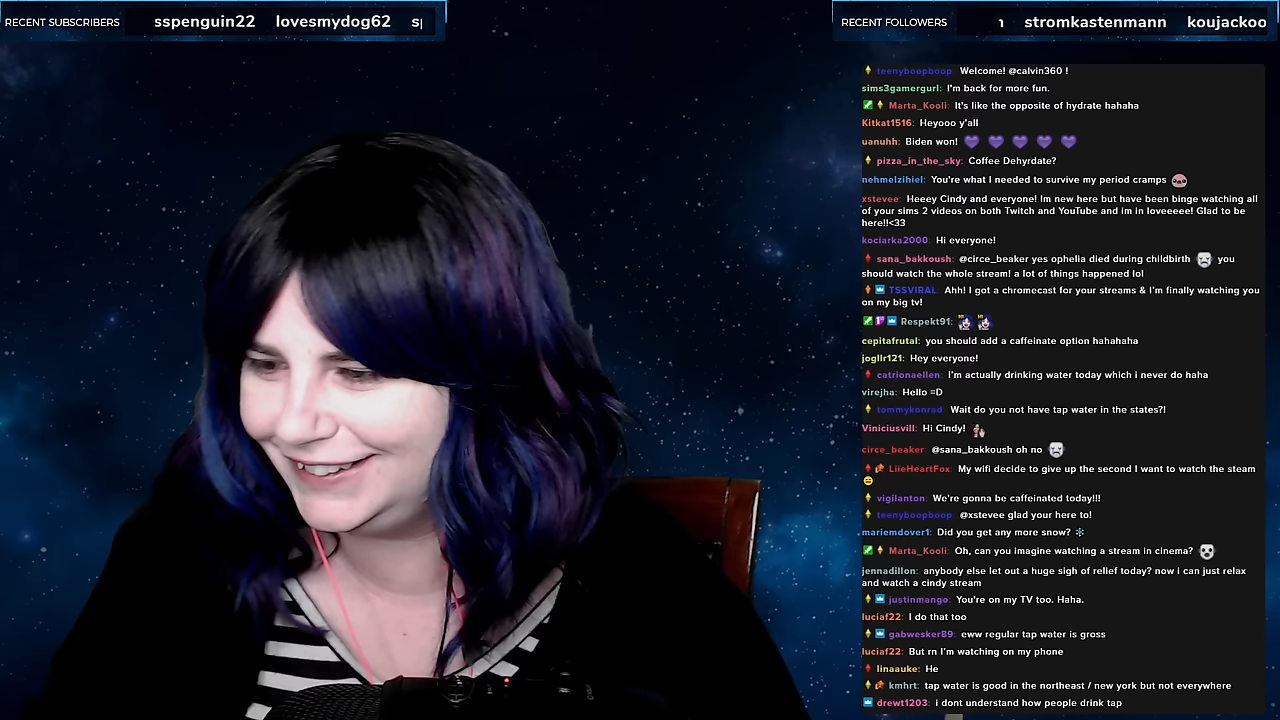 RECENT SUBSCRIBERS sspenguin22 lovesmydog62
RECENT FOLLOWERS stromkastenmann koujackoo
teenyboopboop Welcome! @calvin360 !
sims3gamergurl: I'm back for more fun.
Marta_Kooli: It's like the opposite of hydrate hahaha
Kitkat1516: Heyooo y'all
uanuhh: Biden won!
pizza_in_the_sky: Coffee Dehyrdate?
nehmelzihiel: You're what I needed to survive my period cramps
xstevee: Heeey Cindy and everyone! Im new here but have been binge watching all
of your sims 2 videos on both Twitch and YouTube and im in loveeeee! Glad to be
here!!<33
kociarka2000: Hi everyone!
sana_bakkoush: @circe_beaker yes ophelia died during childbirth you
should watch the whole stream! a lot of things happened lol
TSSVIRAL: Ahh! I got a chromecast for your streams & I'm finally watching you
on my big tv!
Respekt91:
cepitafrutal: you should add a caffeinate option hahahaha
jogllr121: Hey everyone!
catrionaellen: I'm actually drinking water today which i never do haha
virejha: Hello =D
tommykonrad: Wait do you not have tap water in the states?!
Viniciusvill: Hi Cindy!
circe_beaker: @sana_bakkoush oh no
LiieHeartFox: My wifi decide to give up the second I want to watch the steam
vigilanton: We're gonna be caffeinated today!!!
teenyboopboop: @xstevee glad your here to!
mariemdover1: Did you get any more snow?
Marta_Kooli: Oh, can you imagine watching a stream in cinema?
jennadillon: anybody else let out a huge sigh of relief today? now i can just relax
and watch a cindy stream
justinmango: You're on my TV too. Haha.
luciaf22: I do that too
gabwesker89: eww regular tap water is gross
luciaf22: But rn I'm watching on my phone
linaauke: He
kmhrt: tap water is good in the northeast / new york but not everywhere
drewt1203: i dont understand how people drink tap